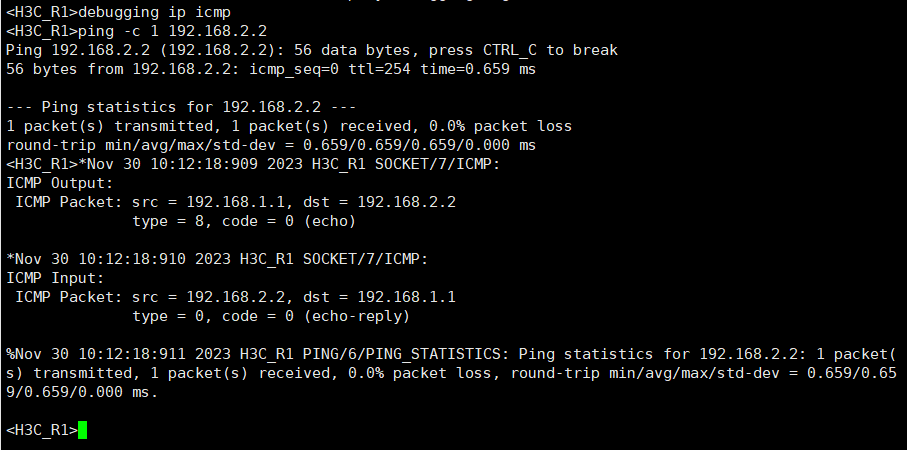 <H3C_R1>debugging ip icmp
<H3C_R1>ping -c 1 192.168.2.2
Ping 192.168.2.2 (192.168.2.2): 56 data bytes, press CTRL_C to break
56 bytes from 192.168.2.2: icmp_seq=0 ttl=254 time=0.659 ms

--- Ping statistics for 192.168.2.2 ---
1 packet(s) transmitted, 1 packet(s) received, 0.0% packet loss
round-trip min/avg/max/std-dev = 0.659/0.659/0.659/0.000 ms
<H3C_R1>*Nov 30 10:12:18:909 2023 H3C_R1 SOCKET/7/ICMP:
ICMP Output:
 ICMP Packet: src = 192.168.1.1, dst = 192.168.2.2
              type = 8, code = 0 (echo)

*Nov 30 10:12:18:910 2023 H3C_R1 SOCKET/7/ICMP:
ICMP Input:
 ICMP Packet: src = 192.168.2.2, dst = 192.168.1.1
              type = 0, code = 0 (echo-reply)

%Nov 30 10:12:18:911 2023 H3C_R1 PING/6/PING_STATISTICS: Ping statistics for 192.168.2.2: 1 packet(
s) transmitted, 1 packet(s) received, 0.0% packet loss, round-trip min/avg/max/std-dev = 0.659/0.65
9/0.659/0.000 ms.

<H3C_R1>